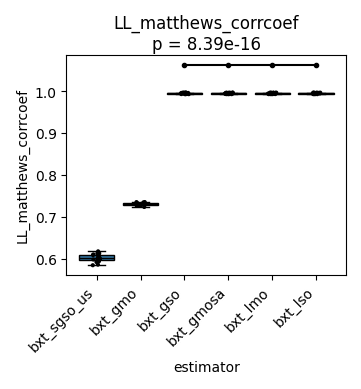 LL_matthews_corrcoef
p = 8.39e-16
LL_matthews_corrcoef
1.0
0.9
0.8
0.7
0.6
bxt_sgso_us
bxt_gmo
bxt_gso
bxt_gmosa
bxt_lmo
bxt_lso
estimator